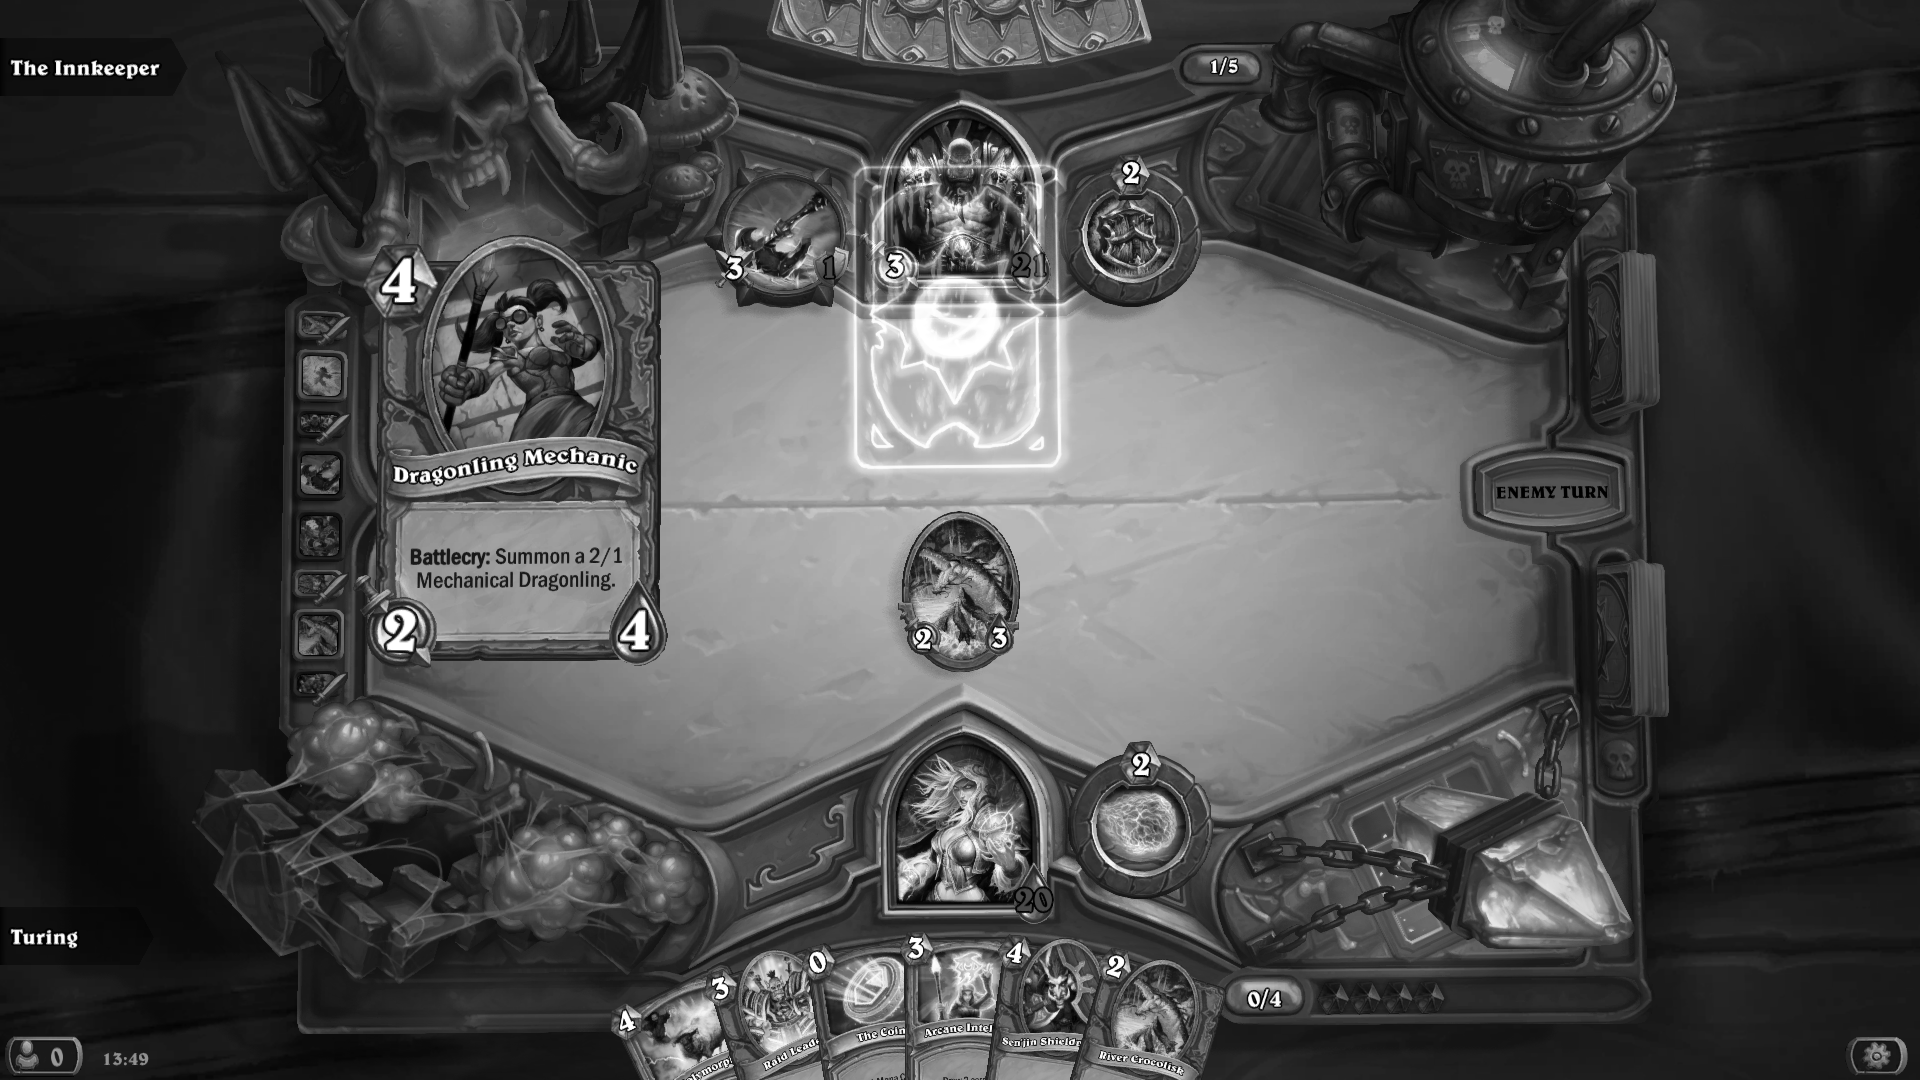 The Innkeeper
1/5
2
3
1
3
21
4
Dragonling Mechanic
Battlecry: Summon a 2/1
Mechanical Dragonling.
2
4
ENEMY TURN
2
3
2
20
Turing
4
3
0
3
4
2
Raid Lead
The Coin
Arcane Intel
Sen'jin Shield
River Crocolisk
0/4
0
13:49